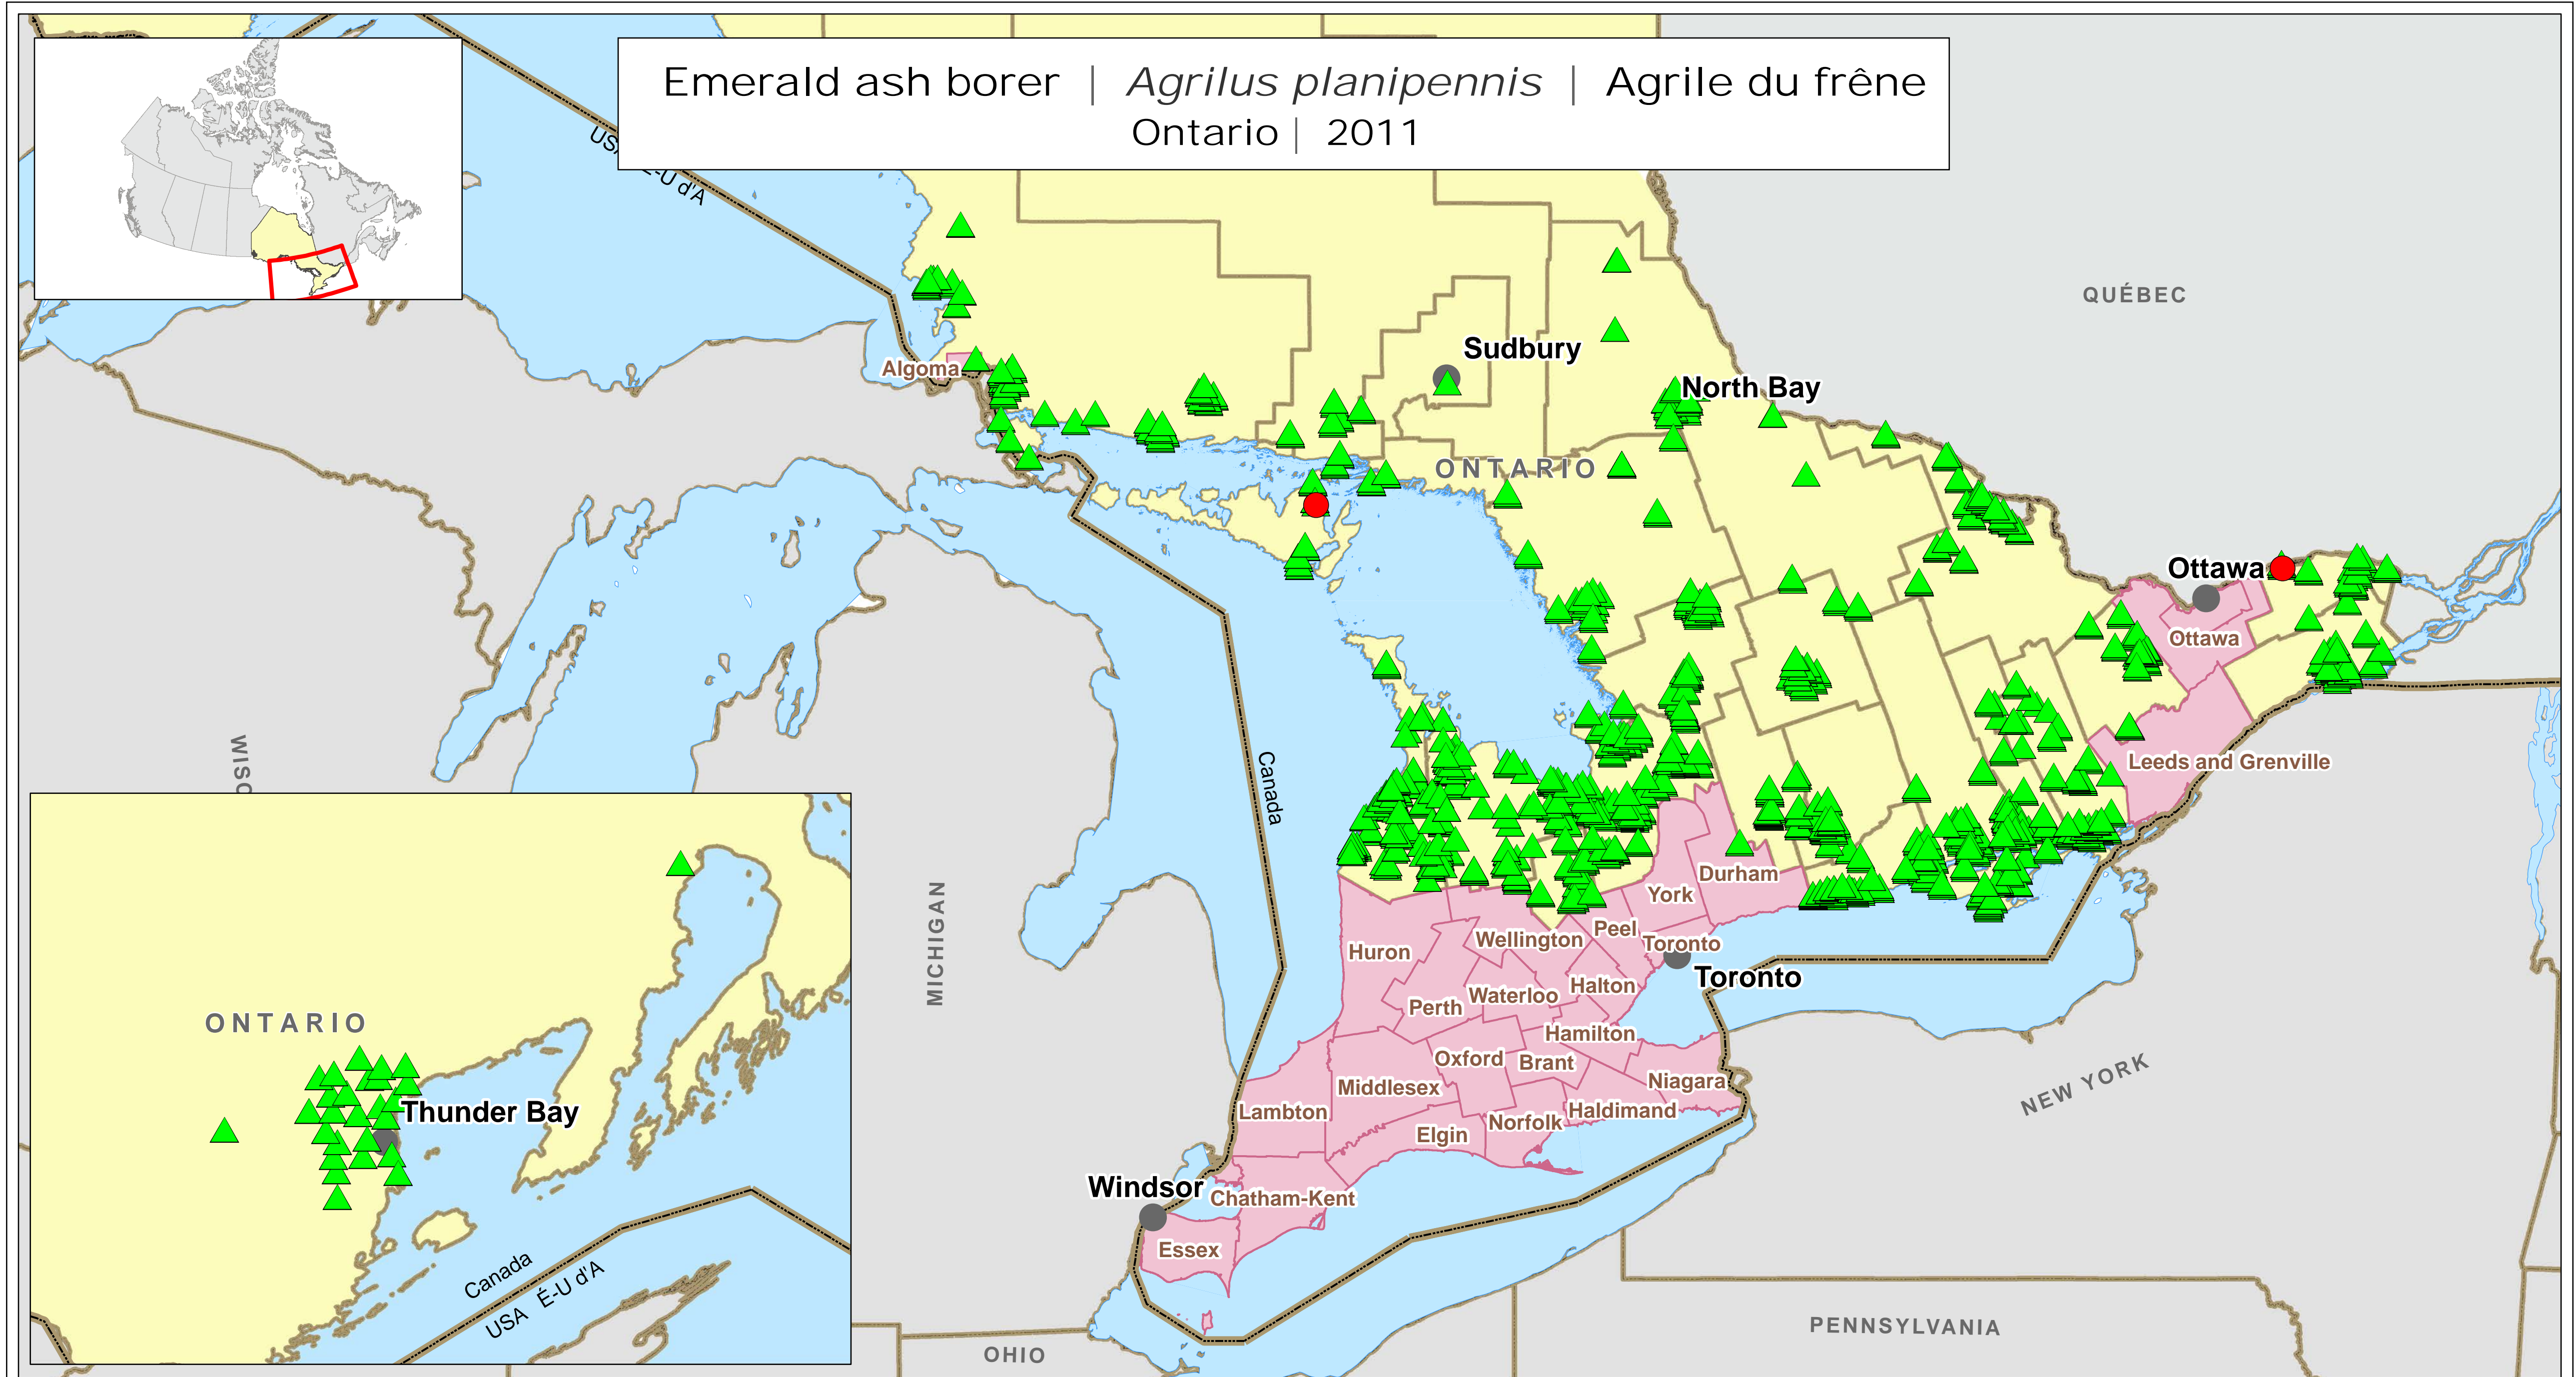 Emerald ash borer | Agrilus planipennis | Agrile du frêne
Ontario | 2011
É-U d'A
QUÉBEC
Sudbury
Algoma
North Bay
ONTARIO
Ottawa
Ottawa
Leeds and Grenville
Canada
MICHIGAN
Durham
York
Peel
Toronto
Toronto
Wellington
Huron
Halton
Waterloo
Perth
Hamilton
Oxford
Brant
Niagara
Middlesex
Haldimand
Lambton
Norfolk
Elgin
Windsor
Chatham-Kent
Essex
NEW YORK
PENNSYLVANIA
OHIO
ONTARIO
Thunder Bay
Canada
USA É-U d'A